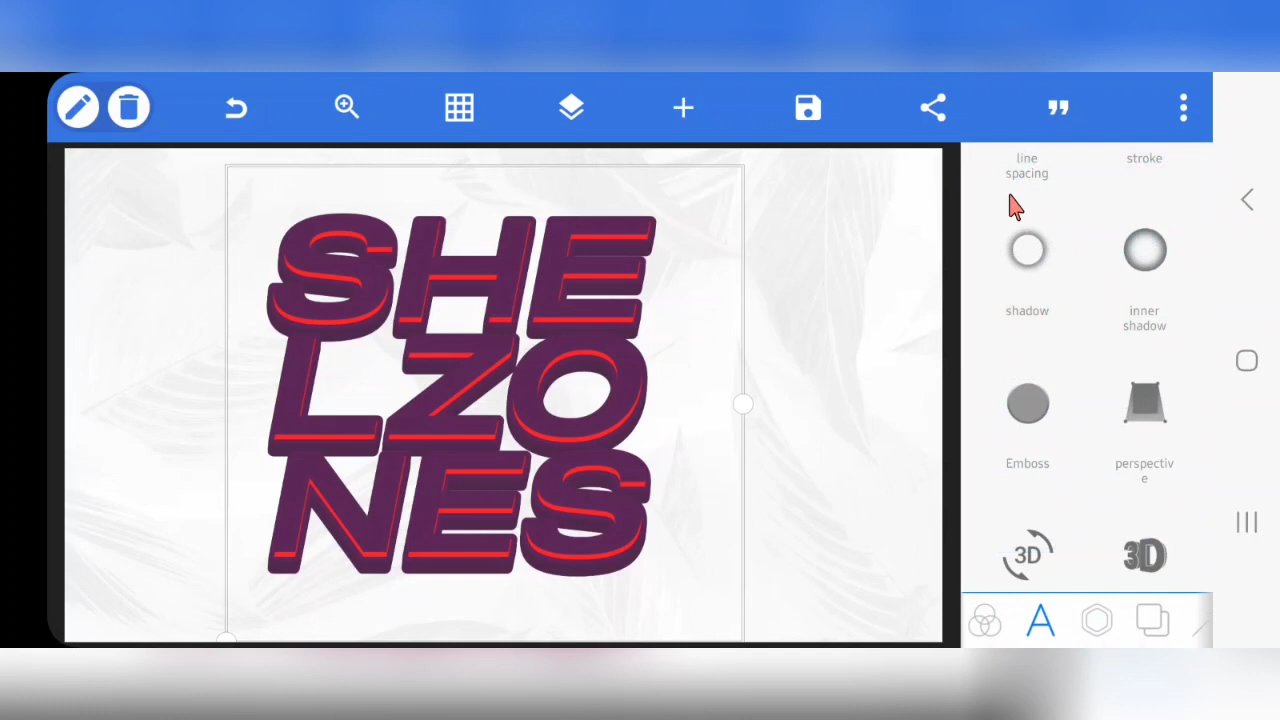 line
spacing
stroke
SHE
LZO
NES
shadow
inner
shadow
Emboss
perspectiv
e
3D
3D
A